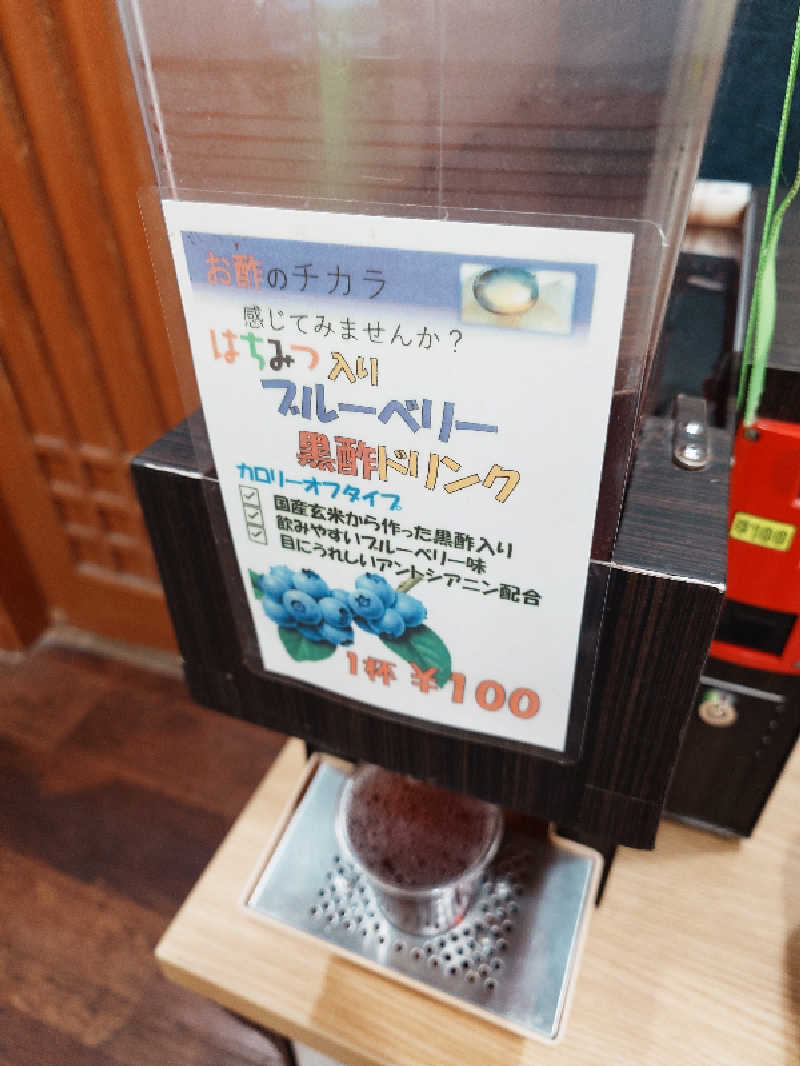 お酢のチカラ
感じてみませんか？
はちみつ入り
ブルーベリー
黒酢ドリンク
カロリーオフタイプ
☑国産玄米から作った黒酢入り
☑飲みやすいブルーベリー味
☑目にうれしいアントシアニン配合
1杯 ¥100
¥100